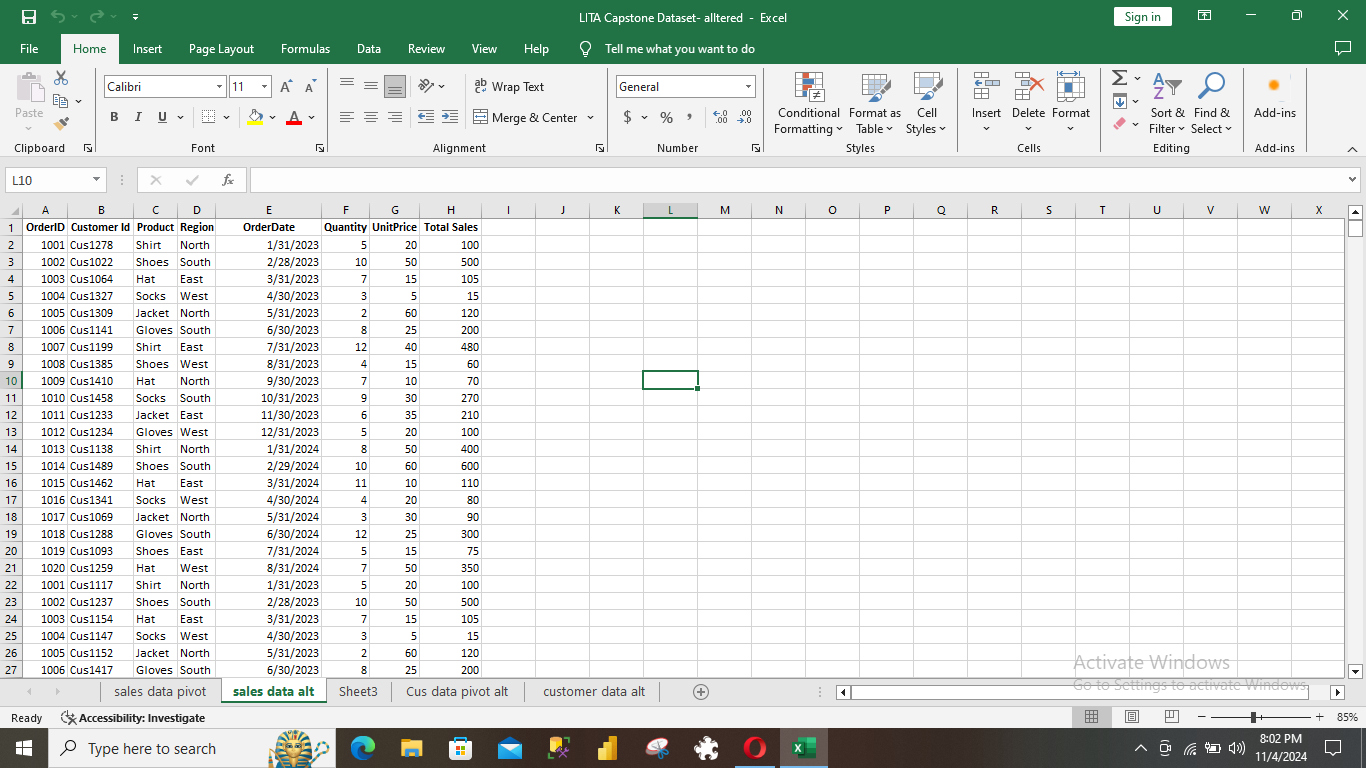 LITA Capstone Dataset- alltered - Excel
Sign in
File Home Insert Page Layout Formulas Data Review View Help Tell me what you want to do
Calibri 11 Wrap Text General
Paste B I U Merge & Center $ % , Conditional Formatting Format as Table Cell Styles Insert Delete Format Sort & Filter Find & Select Add-ins
Clipboard Font Alignment Number Styles Cells Editing Add-ins
L10 fx
A B C D E F G H I J K L M N O P Q R S T U V W X
1 OrderID Customer Id Product Region OrderDate Quantity UnitPrice Total Sales
2 1001 Cus1278 Shirt North 1/31/2023 5 20 100
3 1002 Cus1022 Shoes South 2/28/2023 10 50 500
4 1003 Cus1064 Hat East 3/31/2023 7 15 105
5 1004 Cus1327 Socks West 4/30/2023 3 5 15
6 1005 Cus1309 Jacket North 5/31/2023 2 60 120
7 1006 Cus1141 Gloves South 6/30/2023 8 25 200
8 1007 Cus1199 Shirt East 7/31/2023 12 40 480
9 1008 Cus1385 Shoes West 8/31/2023 4 15 60
10 1009 Cus1410 Hat North 9/30/2023 7 10 70
11 1010 Cus1458 Socks South 10/31/2023 9 30 270
12 1011 Cus1233 Jacket East 11/30/2023 6 35 210
13 1012 Cus1234 Gloves West 12/31/2023 5 20 100
14 1013 Cus1138 Shirt North 1/31/2024 8 50 400
15 1014 Cus1489 Shoes South 2/29/2024 10 60 600
16 1015 Cus1462 Hat East 3/31/2024 11 10 110
17 1016 Cus1341 Socks West 4/30/2024 4 20 80
18 1017 Cus1069 Jacket North 5/31/2024 3 30 90
19 1018 Cus1288 Gloves South 6/30/2024 12 25 300
20 1019 Cus1093 Shoes East 7/31/2024 5 15 75
21 1020 Cus1259 Hat West 8/31/2024 7 50 350
22 1001 Cus1117 Shirt North 1/31/2023 5 20 100
23 1002 Cus1237 Shoes South 2/28/2023 10 50 500
24 1003 Cus1154 Hat East 3/31/2023 7 15 105
25 1004 Cus1147 Socks West 4/30/2023 3 5 15
26 1005 Cus1152 Jacket North 5/31/2023 2 60 120
27 1006 Cus1417 Gloves South 6/30/2023 8 25 200
Activate Windows
Go to Settings to activate Windows.
sales data pivot sales data alt Sheet3 Cus data pivot alt customer data alt
Ready Accessibility: Investigate 85%
Type here to search
8:02 PM
11/4/2024